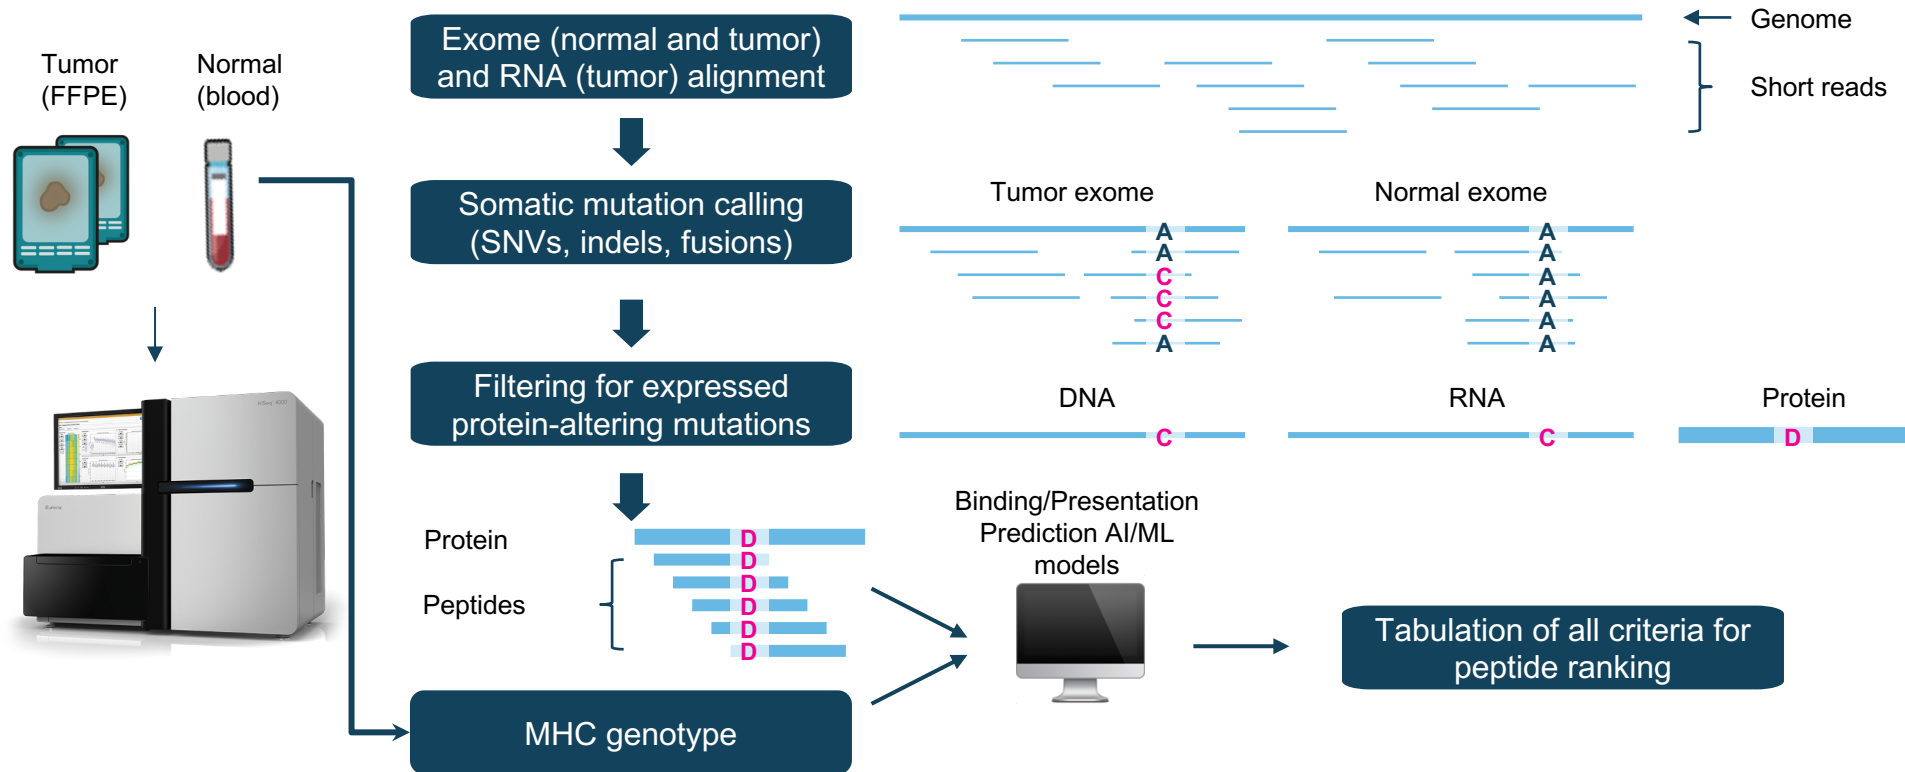 Tumor
(FFPE)
Normal
(blood)
Exome (normal and tumor)
and RNA (tumor) alignment
Genome
Short reads
Somatic mutation calling
(SNVs, indels, fusions)
Tumor exome
Normal exome
A
A
C
C
C
A
A
A
A
A
A
A
Filtering for expressed
protein-altering mutations
DNA
RNA
Protein
C
C
D
HiSeq 4000
Protein
Peptides
D
D
D
D
D
D
Binding/Presentation
Prediction AI/ML
models
Tabulation of all criteria for
peptide ranking
MHC genotype